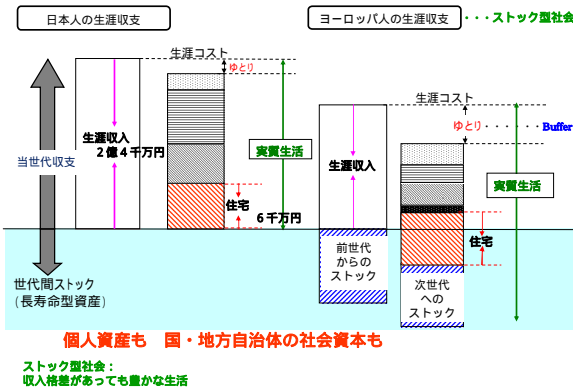 日本人の生涯収支
ヨーロッパ人の生涯収支
・・・ストック型社会
生涯コスト
ゆとり
生涯収入
2億4千万円
実質生活
住宅
6千万円
当世代収支
生涯コスト
ゆとり・・・・・・Buffer
生涯収入
実質生活
住宅
前世代
からの
ストック
次世代
への
ストック
世代間ストック
(長寿命型資産)
個人資産も 国・地方自治体の社会資本も
ストック型社会:
収入格差があっても豊かな生活